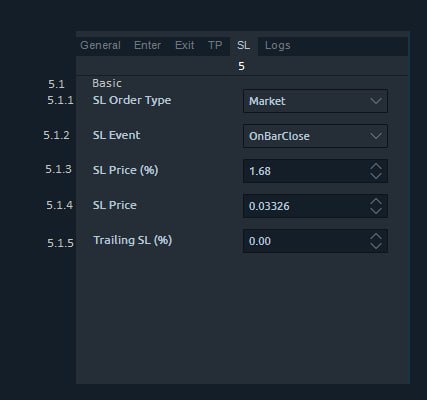 General Enter Exit TP SL Logs
5
5.1 Basic
5.1.1 SL Order Type Market
5.1.2 SL Event OnBarClose
5.1.3 SL Price (%) 1.68
5.1.4 SL Price 0.03326
5.1.5 Trailing SL (%) 0.00